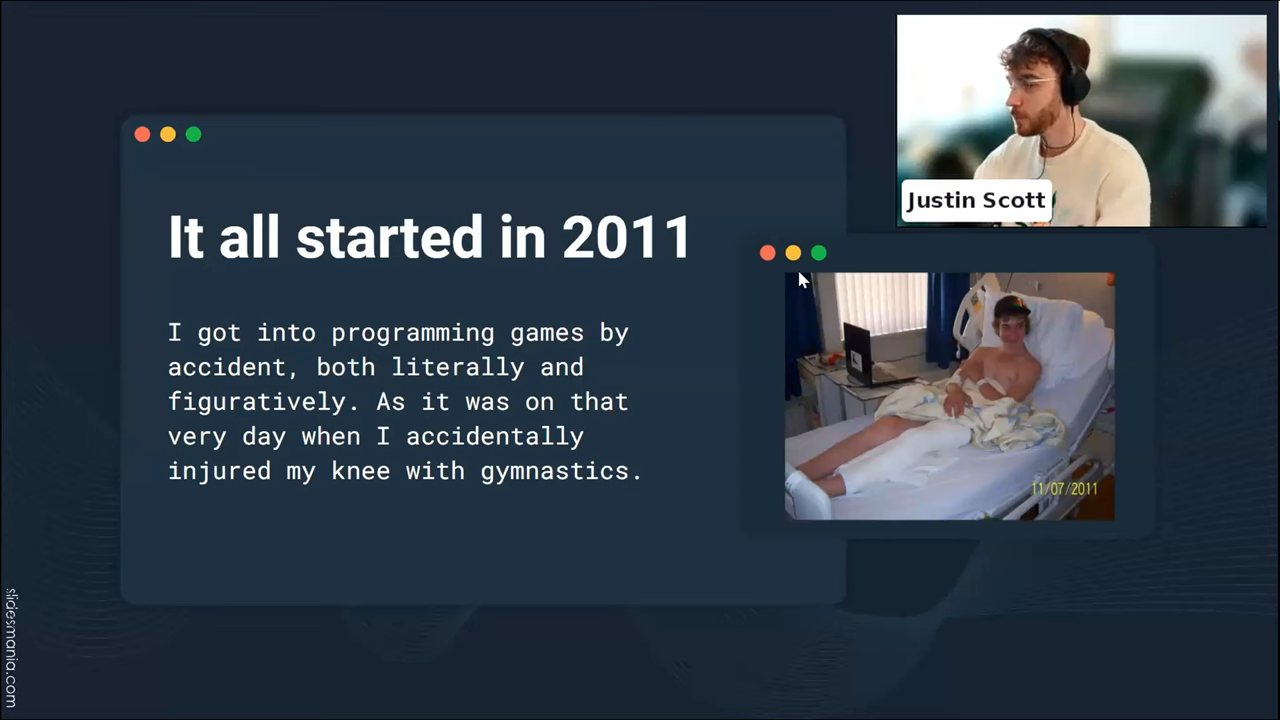 Justin Scott
It all started in 2011
I got into programming games by
accident, both literally and
figuratively. As it was on that
very day when I accidentally
injured my knee with gymnastics.
11/07/2011
slidesmania.com